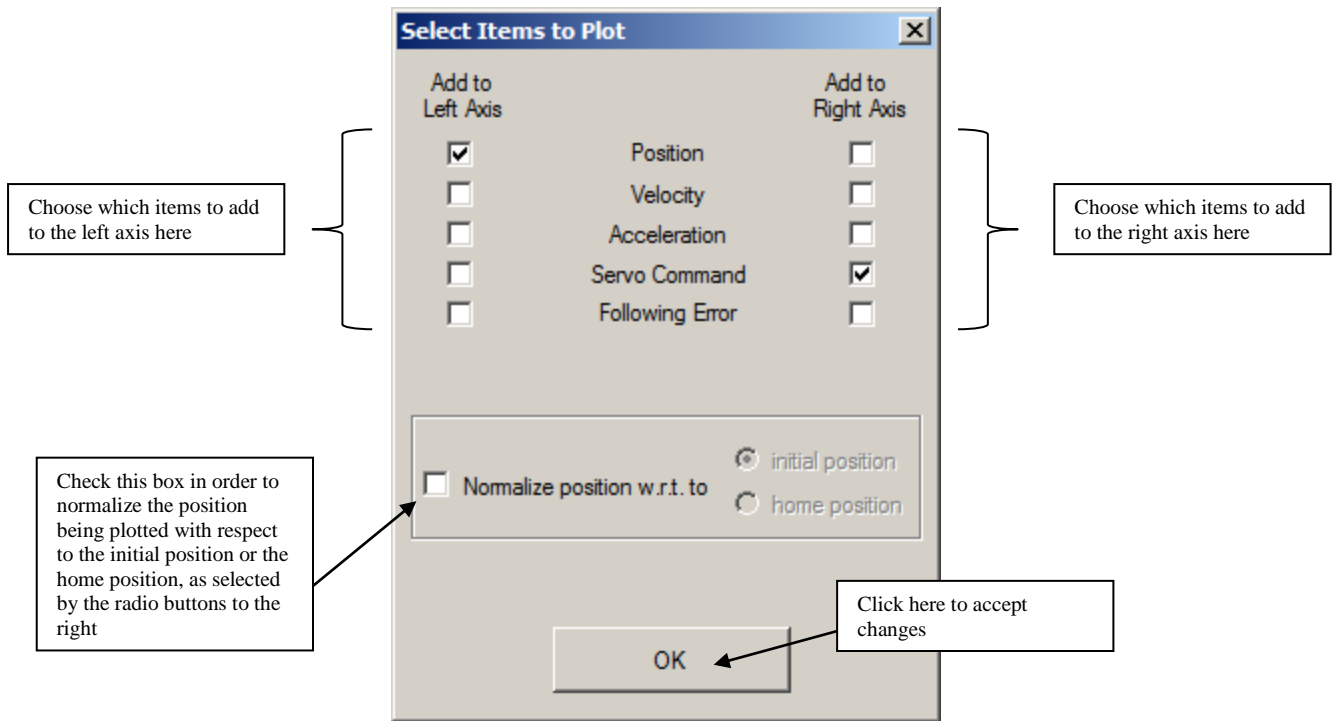 Select Items to Plot
Add to
Left Axis
Add to
Right Axis
Position
Velocity
Acceleration
Servo Command
Following Error
Choose which items to add
to the left axis here
Choose which items to add
to the right axis here
Normalize position w.r.t. to
initial position
home position
Check this box in order to
normalize the position
being plotted with respect
to the initial position or the
home position, as selected
by the radio buttons to the
right
Click here to accept
changes
OK